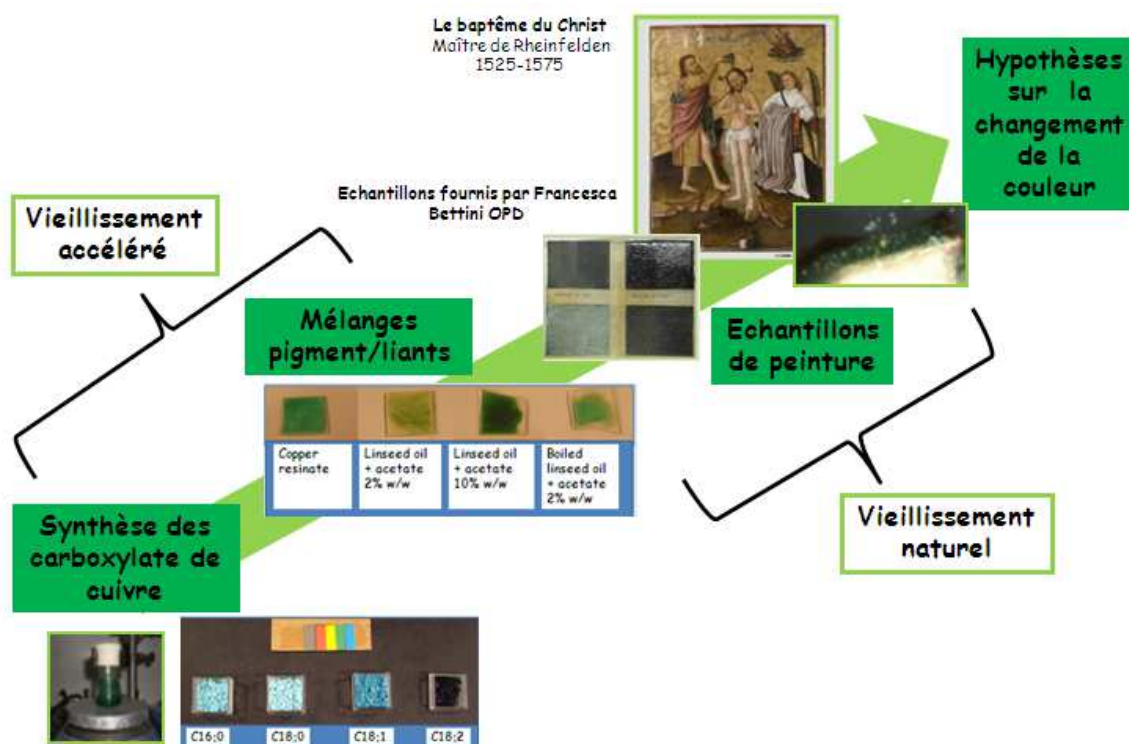 Le baptême du Christ
Maître de Rheinfelden
1525-1575
Hypothèses
sur la
changement
de la
couleur
Echantillons fournis par Francesca
Bettini OPD
Vieillissement
accéléré
Mélanges
pigment/liants
Echantillons
de peinture
Copper
resinate
Linseed oil
+ acetate
2% w/w
Linseed oil
+ acetate
10% w/w
Boiled
linseed oil
+ acetate
2% w/w
Vieillissement
naturel
Synthèse des
carboxylate de
cuivre
C16;0
C18;0
C18;1
C18;2